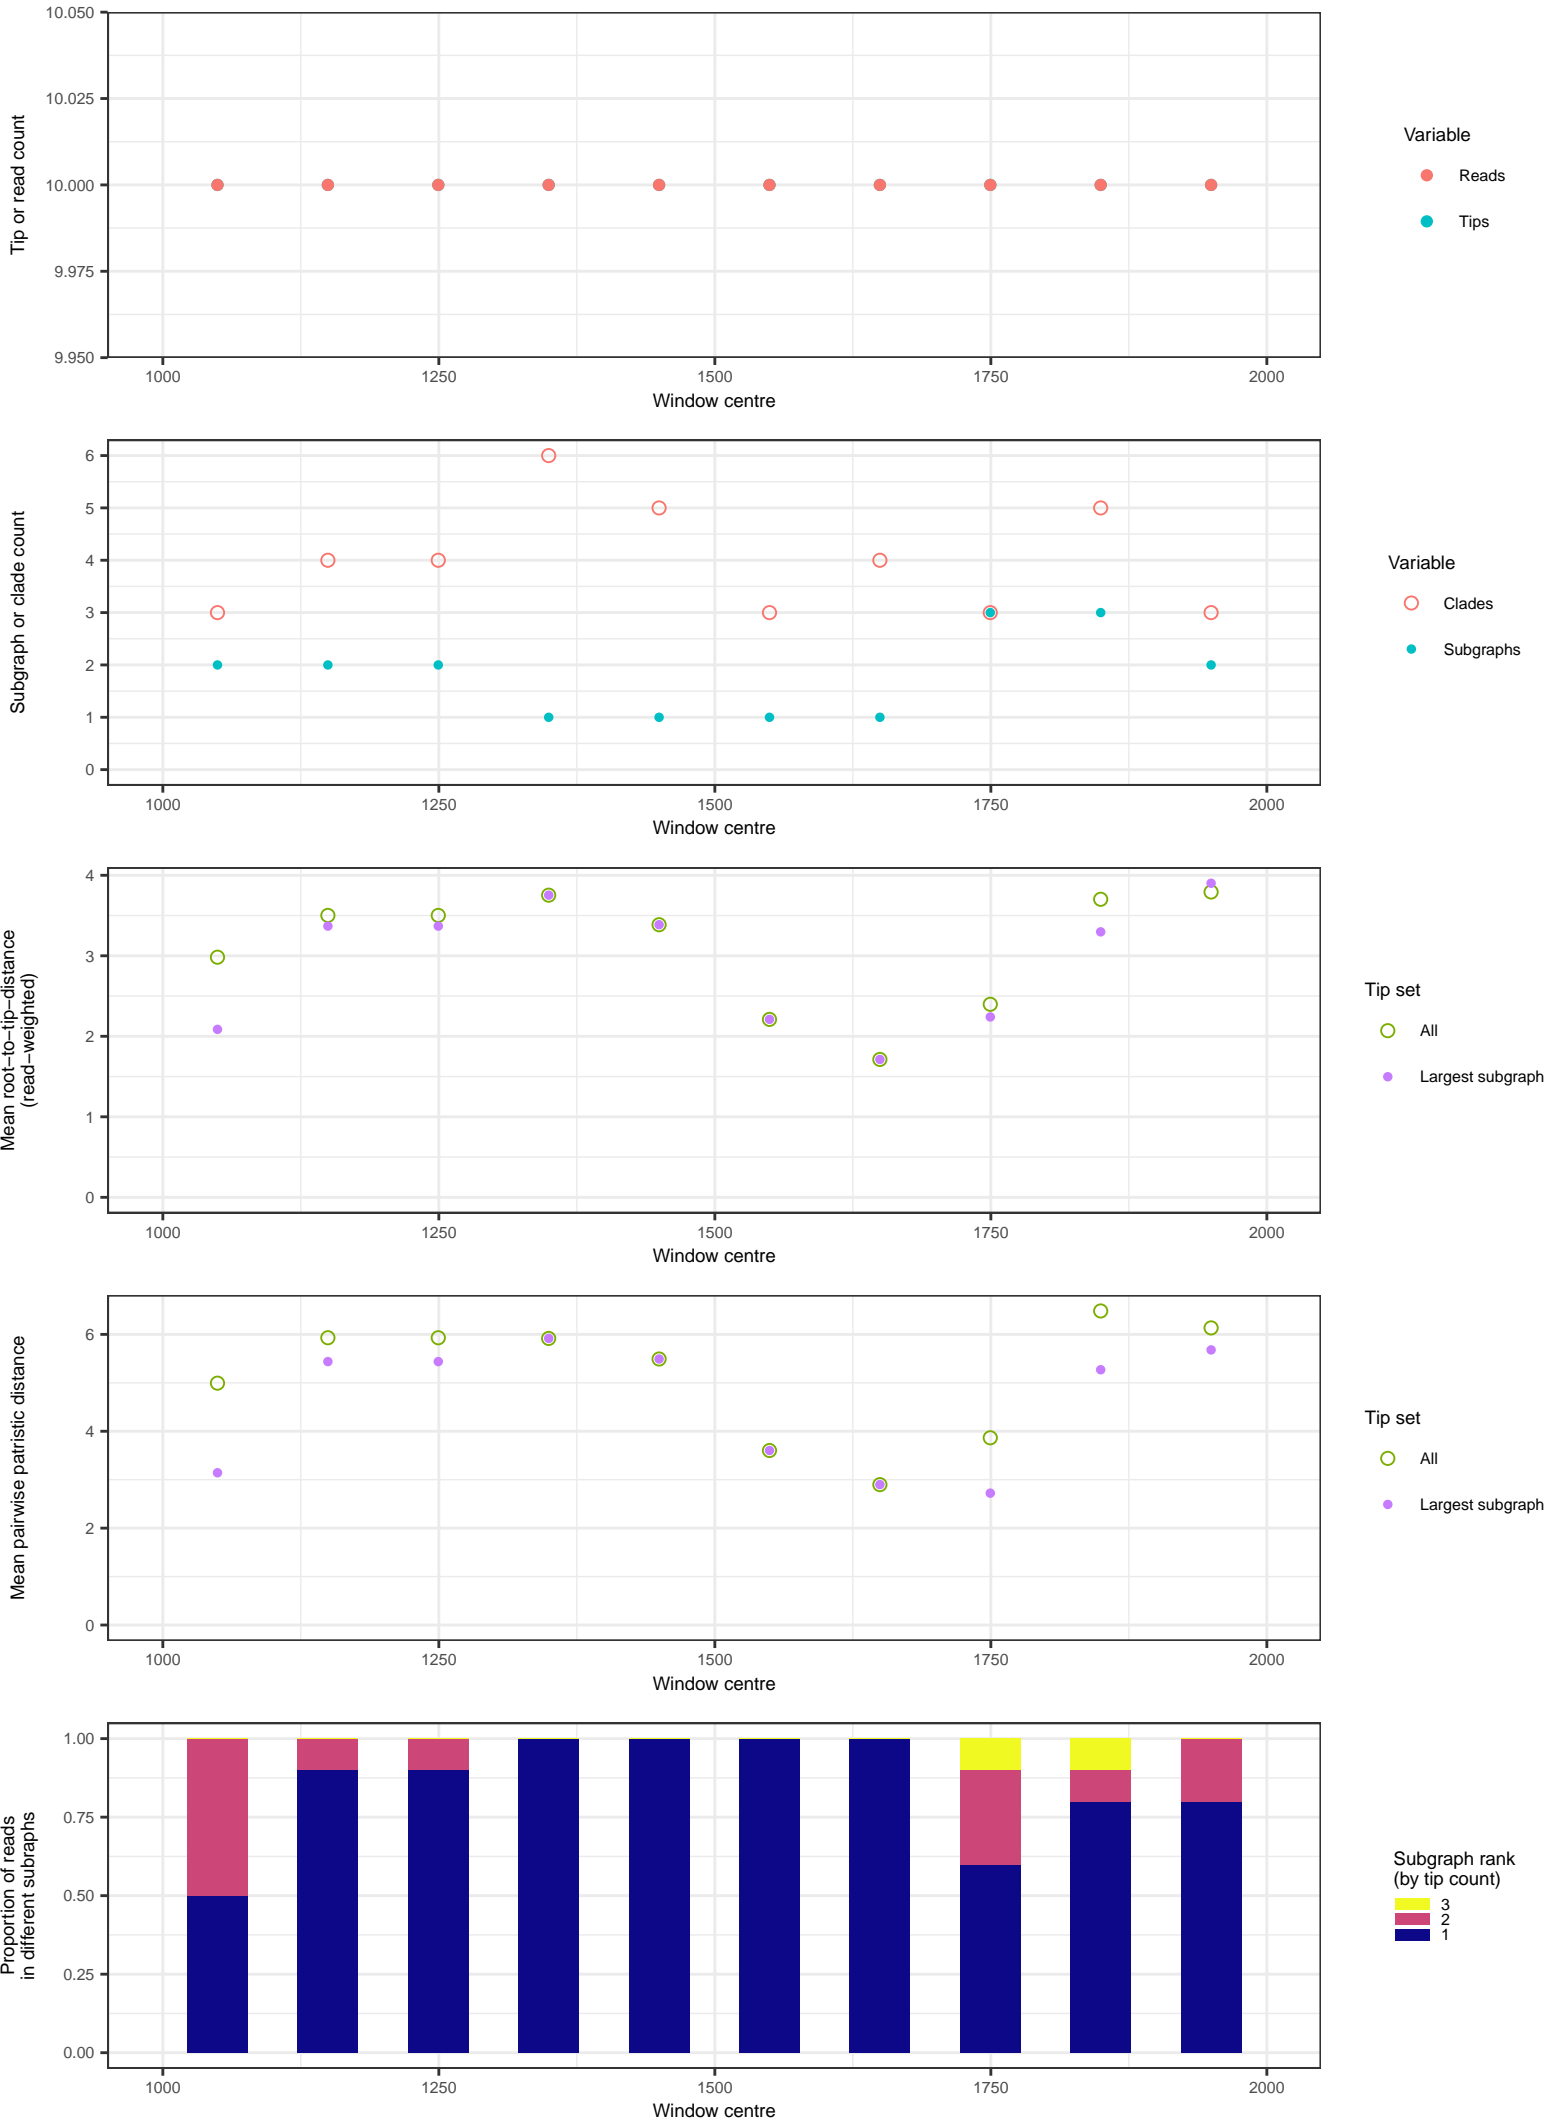 10.050
10.025
10.000
9.975
9.950
Tip or read count
1000 1250 1500 1750 2000
Window centre
Variable
Reads
Tips
6
5
4
3
2
1
0
Subgraph or clade count
1000 1250 1500 1750 2000
Window centre
Variable
Clades
Subgraphs
4
3
2
1
0
Mean root−to−tip−distance
(read−weighted)
1000 1250 1500 1750 2000
Window centre
Tip set
All
Largest subgraph
6
4
2
0
Mean pairwise patristic distance
1000 1250 1500 1750 2000
Window centre
Tip set
All
Largest subgraph
1.00
0.75
0.50
0.25
0.00
Proportion of reads
in different subraphs
1000 1250 1500 1750 2000
Window centre
Subgraph rank
(by tip count)
3
2
1